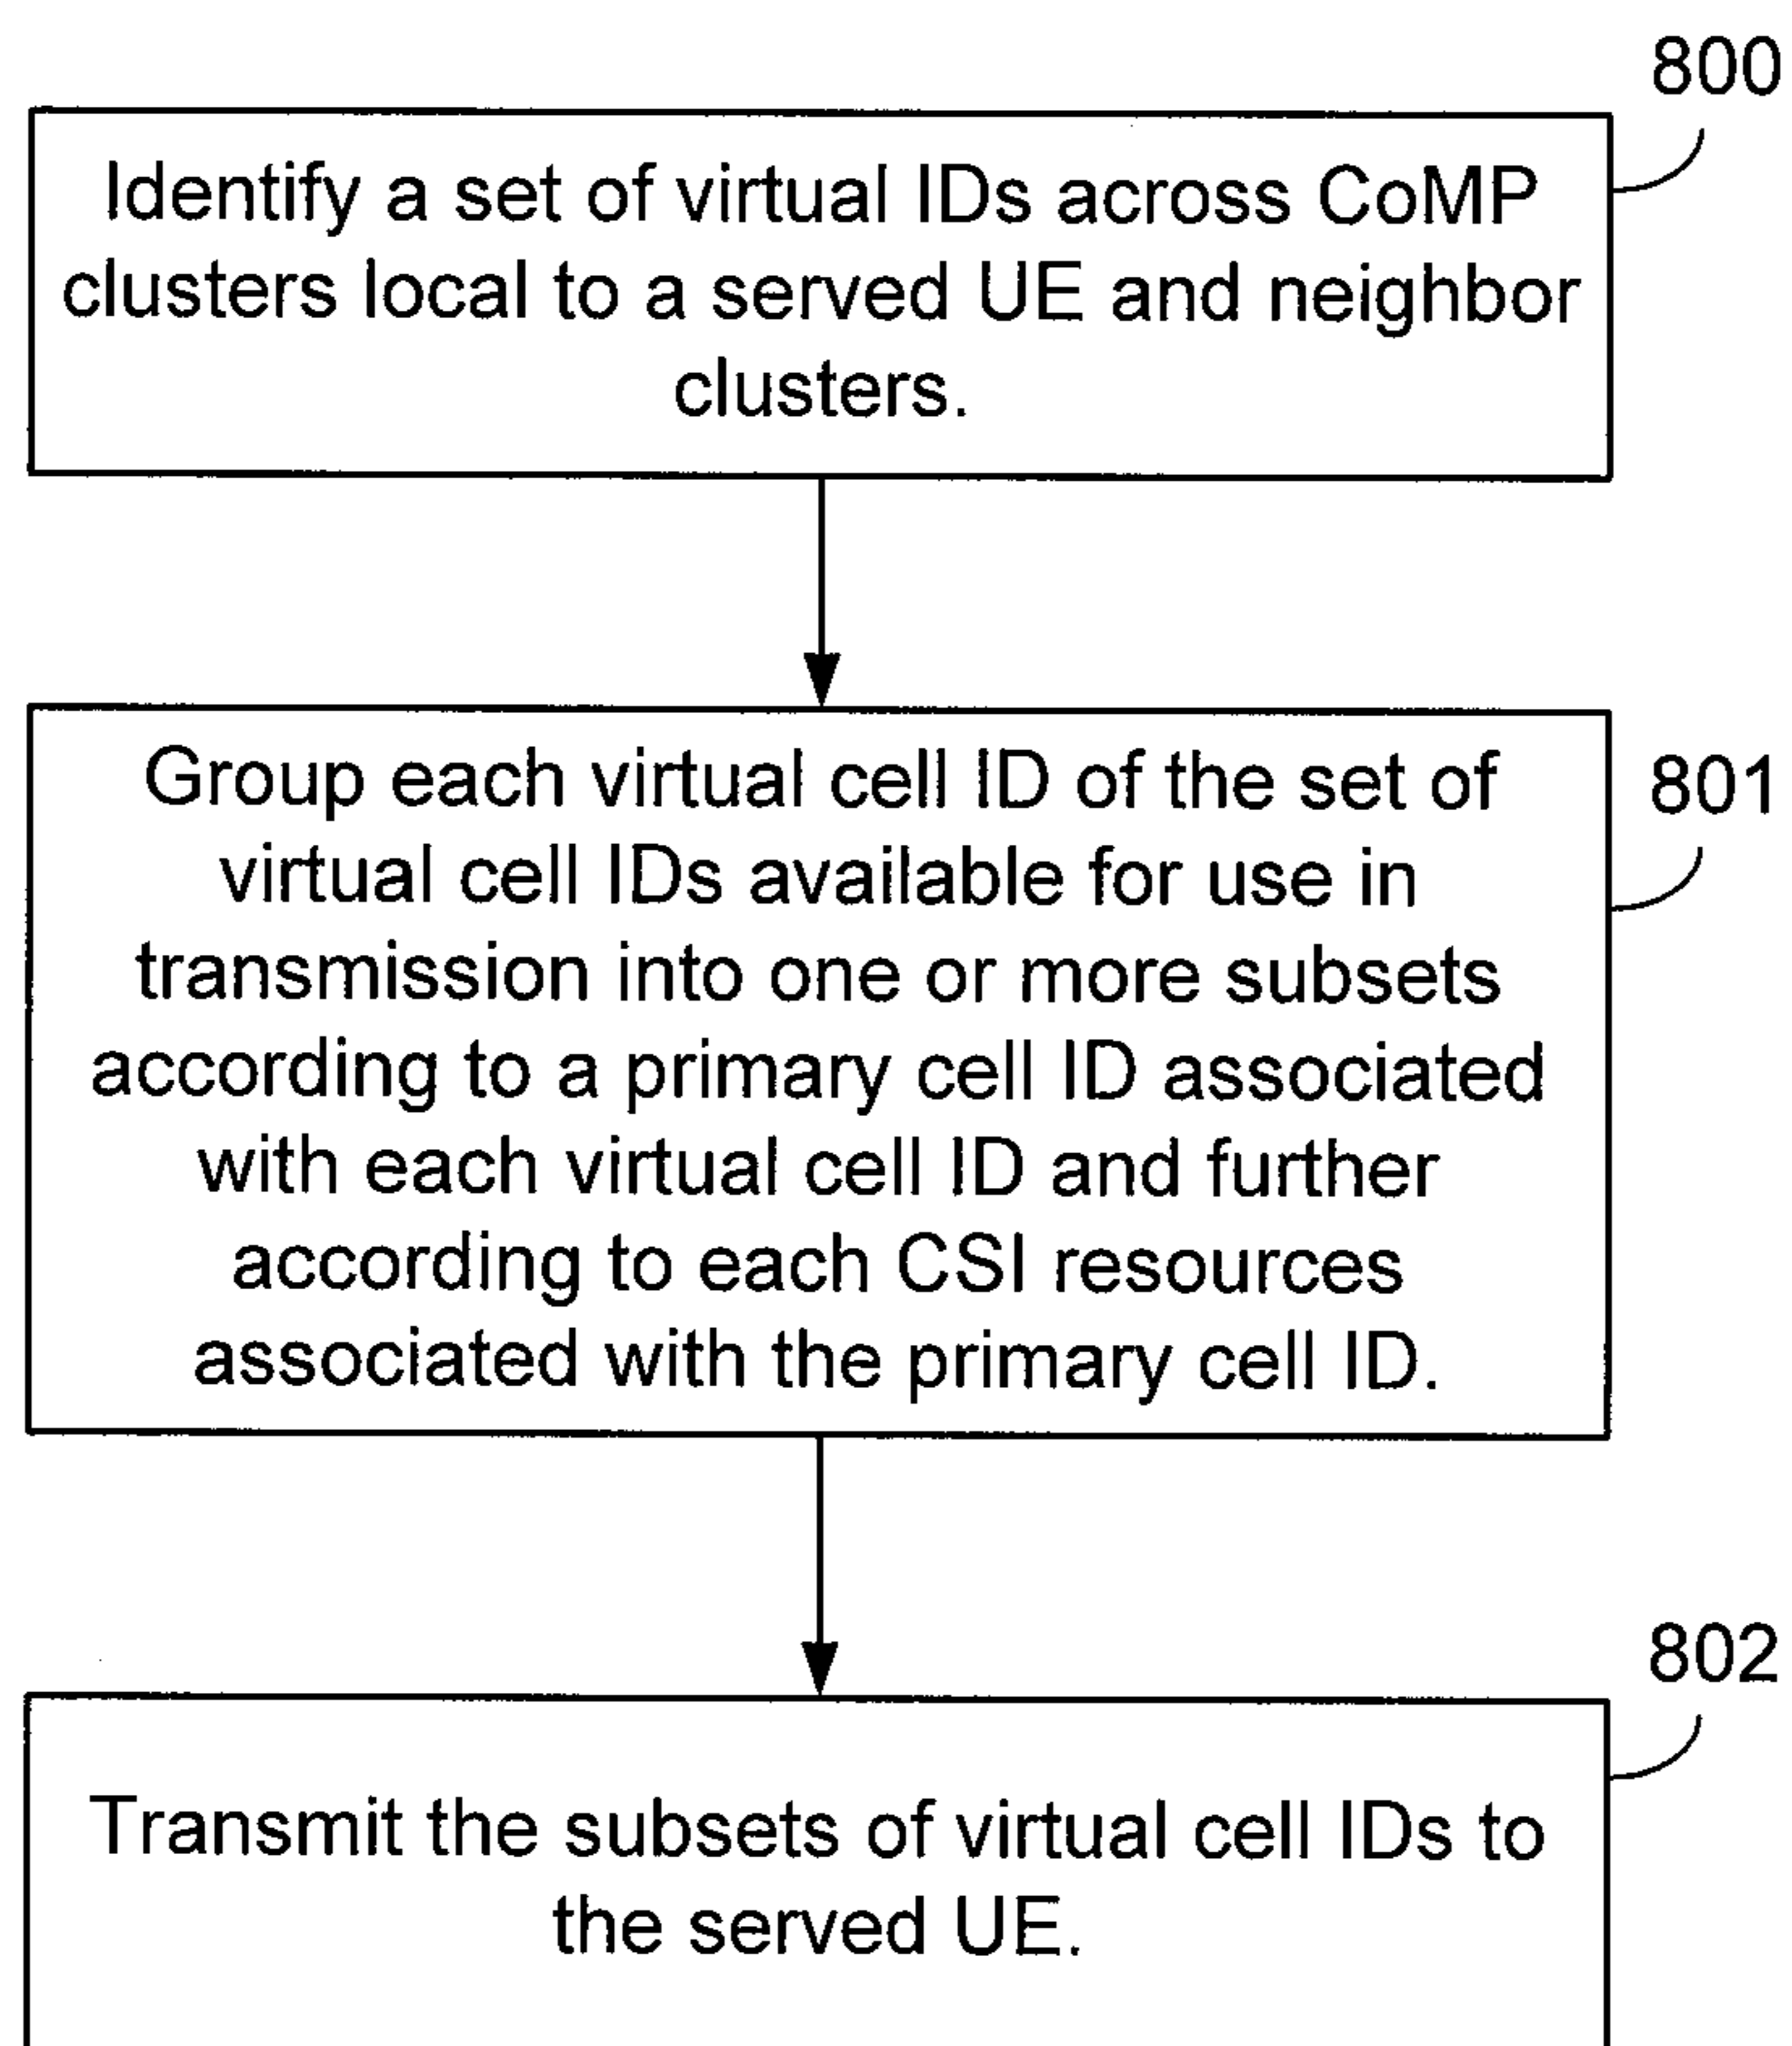 800
Identify a set of virtual IDs across CoMP
clusters local to a served UE and neighbor
clusters.
801
Group each virtual cell ID of the set of
virtual cell IDs available for use in
transmission into one or more subsets
according to a primary cell ID associated
with each virtual cell ID and further
according to each CSI resources
associated with the primary cell ID.
802
Transmit the subsets of virtual cell IDs to
the served UE.